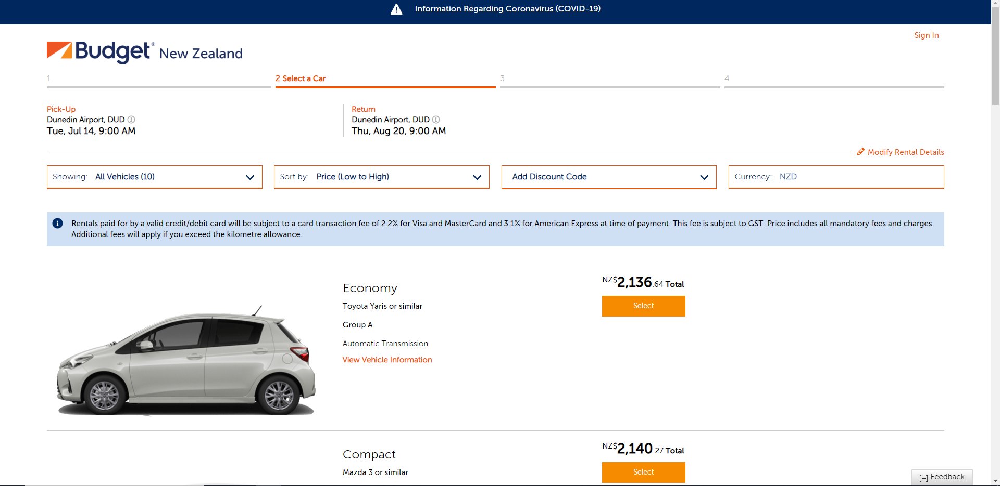 Information Regarding Coronavirus (COVID-19)
Sign In
Budget® New Zealand
1
2 Select a Car
3
4
Pick-Up
Dunedin Airport, DUD
Tue, Jul 14, 9:00 AM
Return
Dunedin Airport, DUD
Thu, Aug 20, 9:00 AM
Modify Rental Details
Showing: All Vehicles (10)
Sort by: Price (Low to High)
Add Discount Code
Currency: NZD
Rentals paid for by a valid credit/debit card will be subject to a card transaction fee of 2.2% for Visa and MasterCard and 3.1% for American Express at time of payment. This fee is subject to GST. Price includes all mandatory fees and charges.
Additional fees will apply if you exceed the kilometre allowance.
Economy
Toyota Yaris or similar
Group A
Automatic Transmission
View Vehicle Information
NZ$2,136.64 Total
Select
Compact
Mazda 3 or similar
NZ$2,140.27 Total
Select
[-] Feedback